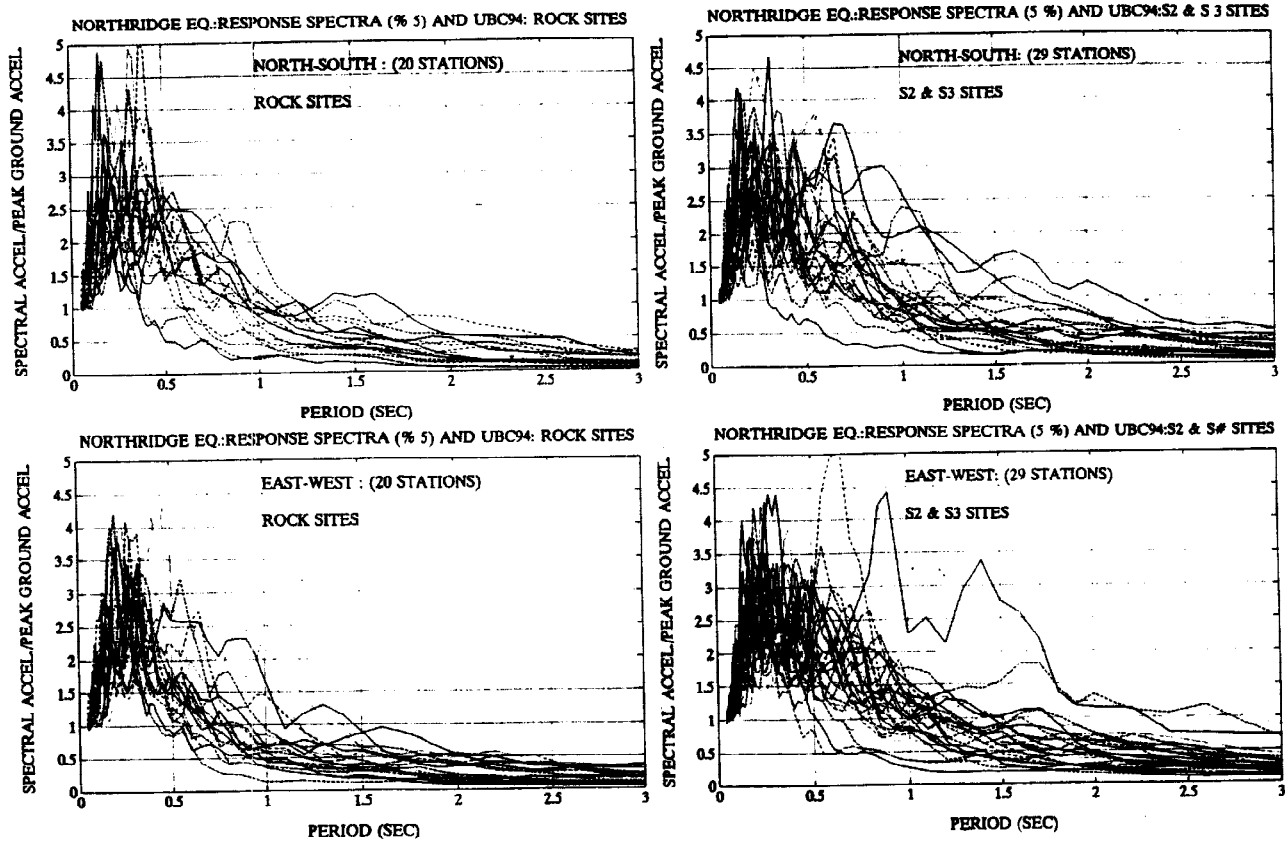 NORTHRIDGE EQ.:RESPONSE SPECTRA (% 5) AND UBC94: ROCK SITES
SPECTRAL ACCEL/PEAK GROUND ACCEL
5
4.5
4
3.5
3
2.5
2
1.5
1
0.5
0
NORTH-SOUTH : (20 STATIONS)
ROCK SITES
0 0.5 1 1.5 2 2.5 3
PERIOD (SEC)
NORTHRIDGE EQ.:RESPONSE SPECTRA (5 %) AND UBC94:S2 & S 3 SITES
SPECTRAL ACCEL./PEAK GROUND ACCEL
5
4.5
4
3.5
3
2.5
2
1.5
1
0.5
0
NORTH-SOUTH: (29 STATIONS)
S2 & S3 SITES
0 0.5 1 1.5 2 2.5 3
PERIOD (SEC)
NORTHRIDGE EQ.:RESPONSE SPECTRA (% 5) AND UBC94: ROCK SITES
SPECTRAL ACCEL/PEAK GROUND ACCEL
5
4.5
4
3.5
3
2.5
2
1.5
1
0.5
0
EAST-WEST : (20 STATIONS)
ROCK SITES
0 0.5 1 1.5 2 2.5 3
PERIOD (SEC)
NORTHRIDGE EQ.:RESPONSE SPECTRA (5 %) AND UBC94:S2 & S# SITES
SPECTRAL ACCEL/PEAK GROUND ACCEL
5
4.5
4
3.5
3
2.5
2
1.5
1
0.5
0
EAST-WEST: (29 STATIONS)
S2 & S3 SITES
0 0.5 1 1.5 2 2.5 3
PERIOD (SEC)